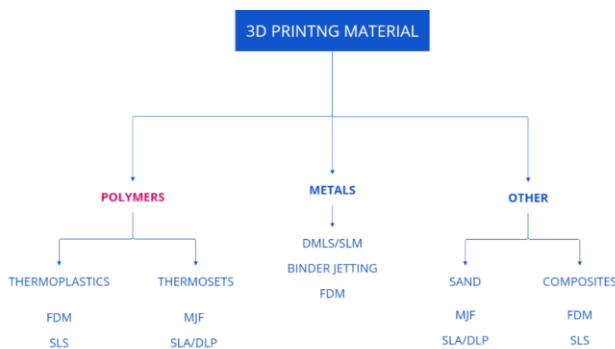 3D PRINTNG MATERIAL
POLYMERS
METALS
OTHER
DMLS/SLM
BINDER JETTING
FDM
THERMOPLASTICS
THERMOSETS
SAND
COMPOSITES
FDM
MJF
MJF
FDM
SLS
SLA/DLP
SLA/DLP
SLS